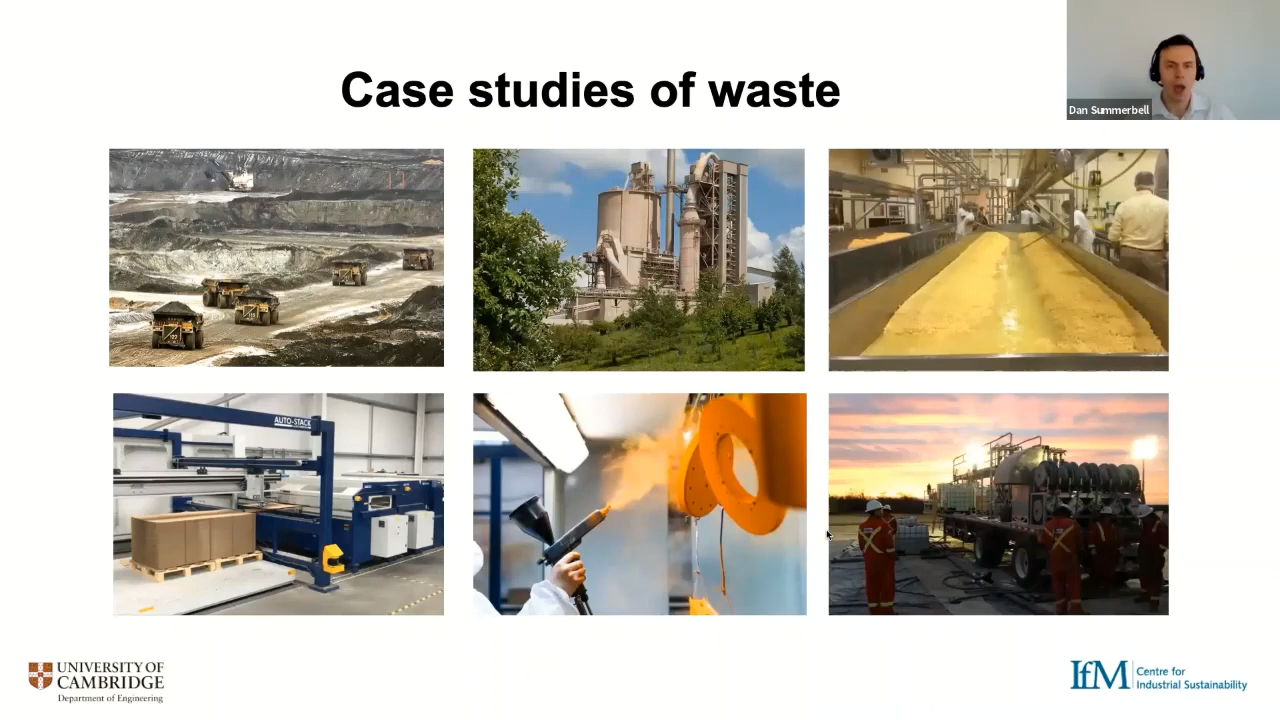 Case studies of waste
Dan Summerbell
AUTO-STACK
UNIVERSITY OF
CAMBRIDGE
Department of Engineering
IfM
Centre for
Industrial Sustainability